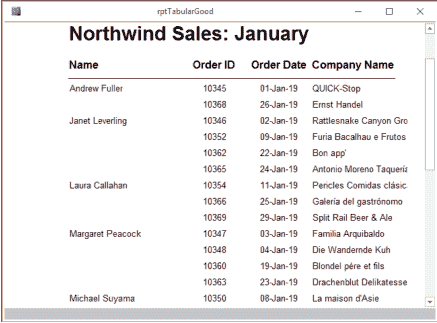 rptTabularGood
Northwind Sales: January
Name Order ID Order Date Company Name
Andrew Fuller 10345 01-Jan-19 QUICK-Stop
10368 26-Jan-19 Ernst Handel
Janet Leverling 10346 02-Jan-19 Rattlesnake Canyon Gro
10352 09-Jan-19 Furia Bacalhau e Frutos
10362 22-Jan-19 Bon app'
10365 24-Jan-19 Antonio Moreno Taquería
Laura Callahan 10354 11-Jan-19 Pericles Comidas clásic
10366 25-Jan-19 Galería del gastrónomo
10369 29-Jan-19 Split Rail Beer & Ale
Margaret Peacock 10347 03-Jan-19 Familia Arquibaldo
10348 04-Jan-19 Die Wandernde Kuh
10360 19-Jan-19 Blondel père et fils
10363 23-Jan-19 Drachenblut Delikatesse
Michael Suyama 10350 08-Jan-19 La maison d'Asie